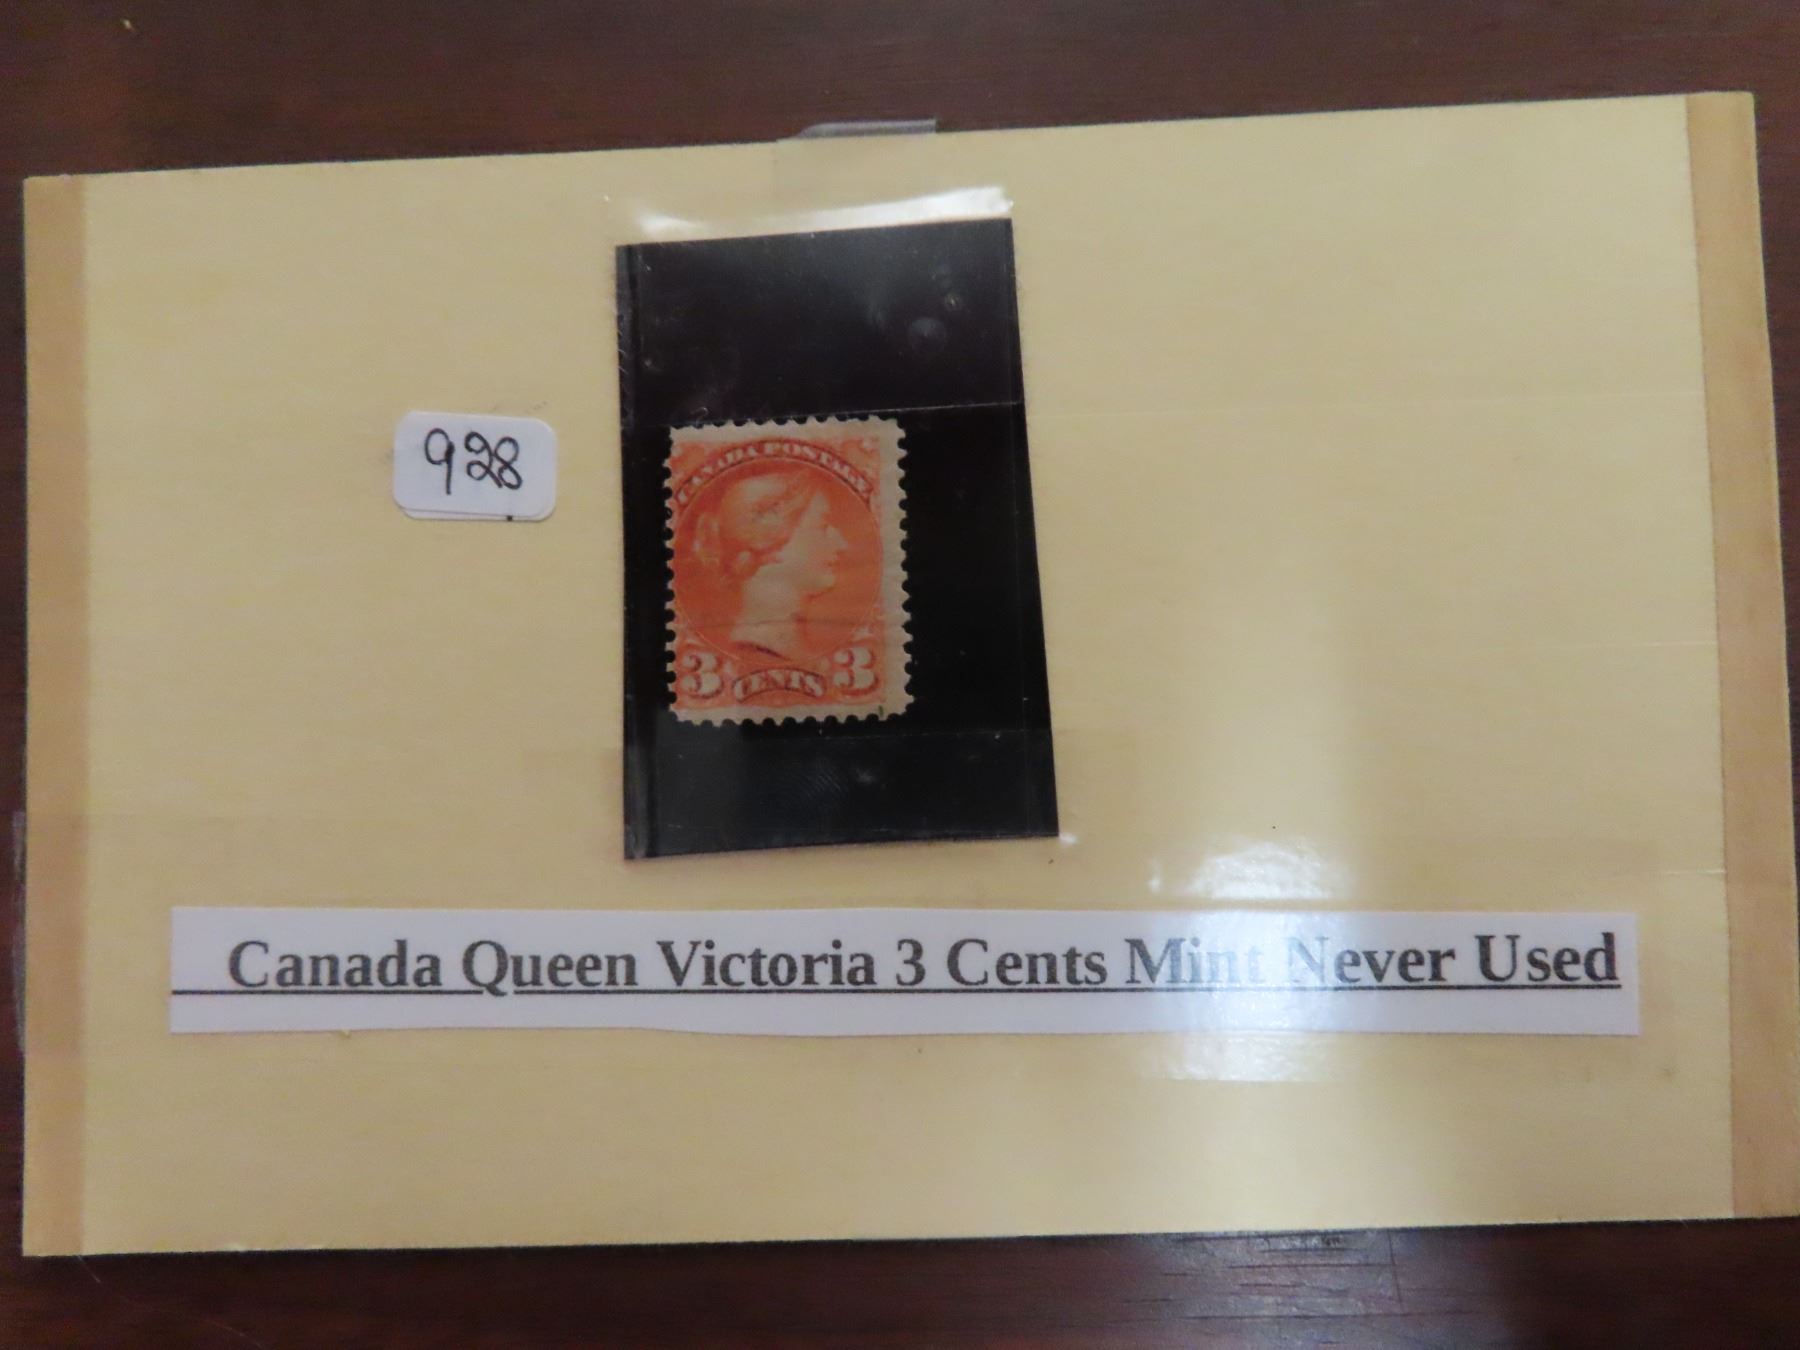 928
CANADA POSTAGE
3 CENTS 3
Canada Queen Victoria 3 Cents Mint Never Used